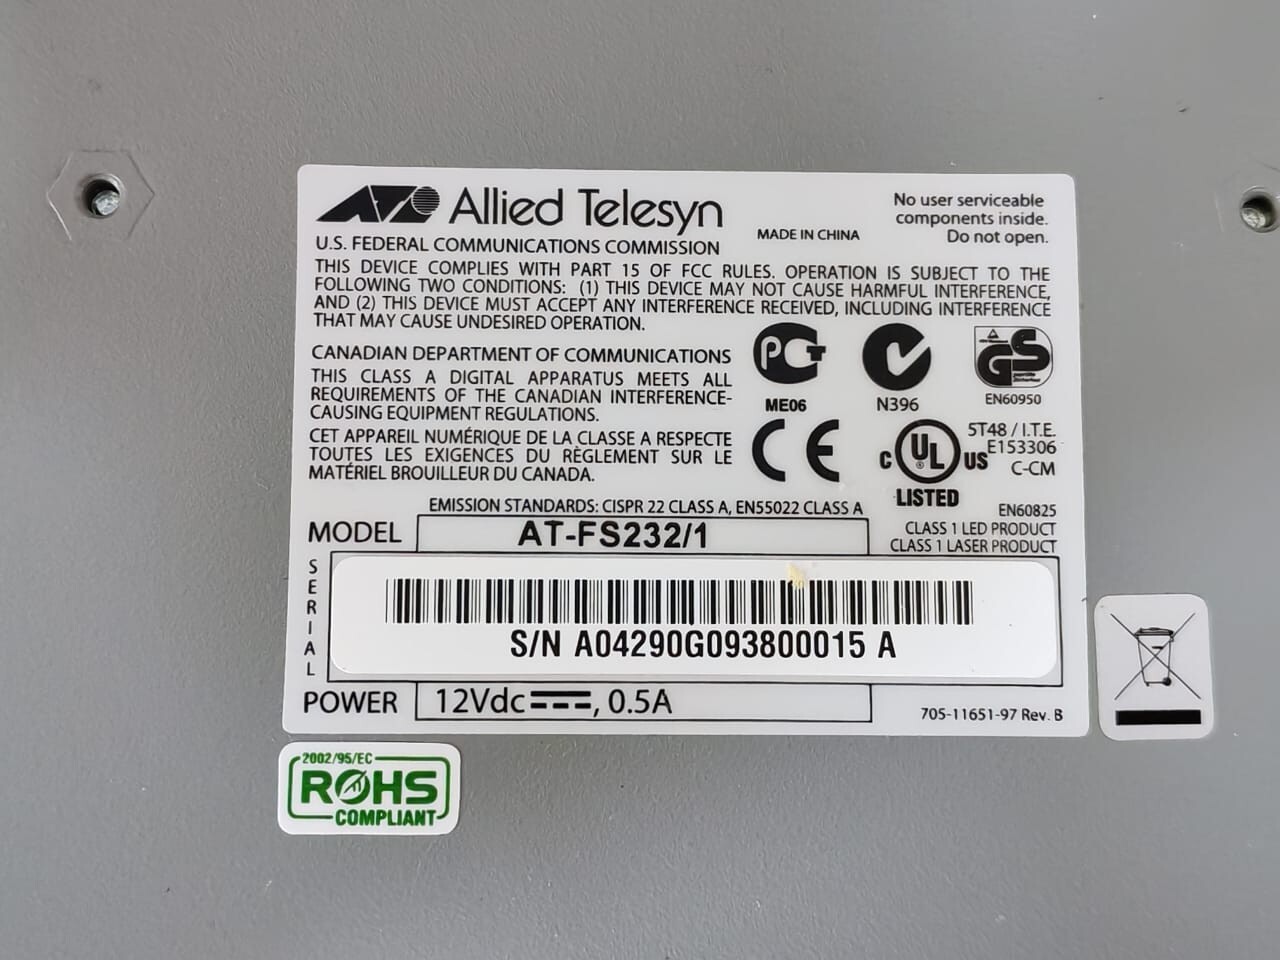 Allied Telesyn
MADE IN CHINA
No user serviceable
components inside.
Do not open.
U.S. FEDERAL COMMUNICATIONS COMMISSION
THIS DEVICE COMPLIES WITH PART 15 OF FCC RULES. OPERATION IS SUBJECT TO THE
FOLLOWING TWO CONDITIONS: (1) THIS DEVICE MAY NOT CAUSE HARMFUL INTERFERENCE,
AND (2) THIS DEVICE MUST ACCEPT ANY INTERFERENCE RECEIVED, INCLUDING INTERFERENCE
THAT MAY CAUSE UNDESIRED OPERATION.
CANADIAN DEPARTMENT OF COMMUNICATIONS
THIS CLASS A DIGITAL APPARATUS MEETS ALL
REQUIREMENTS OF THE CANADIAN INTERFERENCE-
CAUSING EQUIPMENT REGULATIONS.
CET APPAREIL NUMÉRIQUE DE LA CLASSE A RESPECTE
TOUTES LES EXIGENCES DU RÈGLEMENT SUR LE
MATÉRIEL BROUILLEUR DU CANADA.
ME06
N396
GS
EN60950
CE
C UL US
LISTED
5T48 / I.T.E.
E153306
C-CM
EMISSION STANDARDS: CISPR 22 CLASS A, EN55022 CLASS A
EN60825
CLASS 1 LED PRODUCT
CLASS 1 LASER PRODUCT
MODEL AT-FS232/1
SERIAL
S/N A04290G093800015 A
POWER 12Vdc, 0.5A
705-11651-97 Rev. B
2002/95/EC
ROHS
COMPLIANT